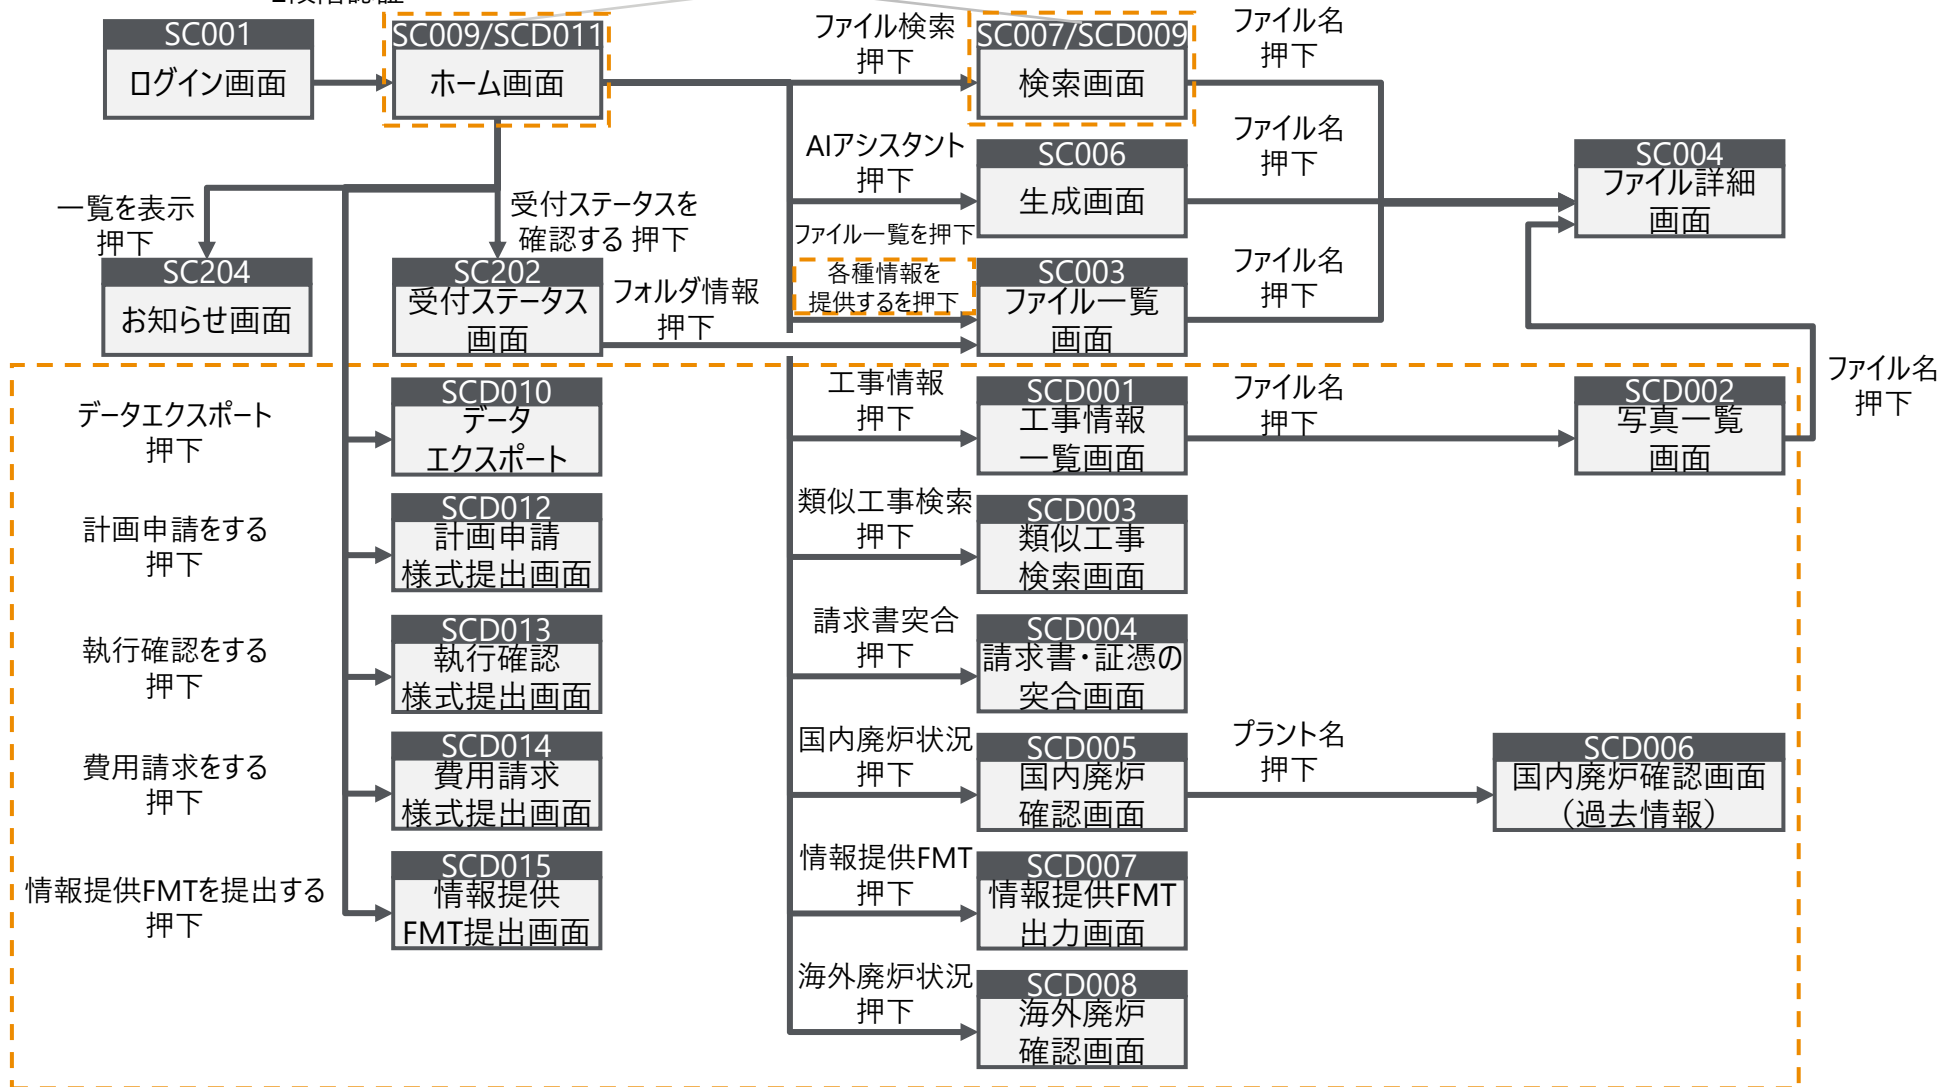 SC001
ログイン画面
SC009/SCD011
ホーム画面
ファイル検索
押下
SC007/SCD009
検索画面
ファイル名
押下
AIアシスタント
押下
SC006
生成画面
ファイル名
押下
SC004
ファイル詳細
画面
一覧を表示
押下
受付ステータスを
確認する 押下
ファイル一覧を押下
SC204
お知らせ画面
SC202
受付ステータス
画面
フォルダ情報
押下
各種情報を
提供するを押下
SC003
ファイル一覧
画面
ファイル名
押下
データエクスポート
押下
SCD010
データ
エクスポート
工事情報
押下
SCD001
工事情報
一覧画面
ファイル名
押下
SCD002
写真一覧
画面
ファイル名
押下
計画申請をする
押下
SCD012
計画申請
様式提出画面
類似工事検索
押下
SCD003
類似工事
検索画面
執行確認をする
押下
SCD013
執行確認
様式提出画面
請求書突合
押下
SCD004
請求書・証憑の
突合画面
費用請求をする
押下
SCD014
費用請求
様式提出画面
国内廃炉状況
押下
SCD005
国内廃炉
確認画面
プラント名
押下
SCD006
国内廃炉確認画面
（過去情報）
情報提供FMTを提出する
押下
SCD015
情報提供
FMT提出画面
情報提供FMT
押下
SCD007
情報提供FMT
出力画面
海外廃炉状況
押下
SCD008
海外廃炉
確認画面